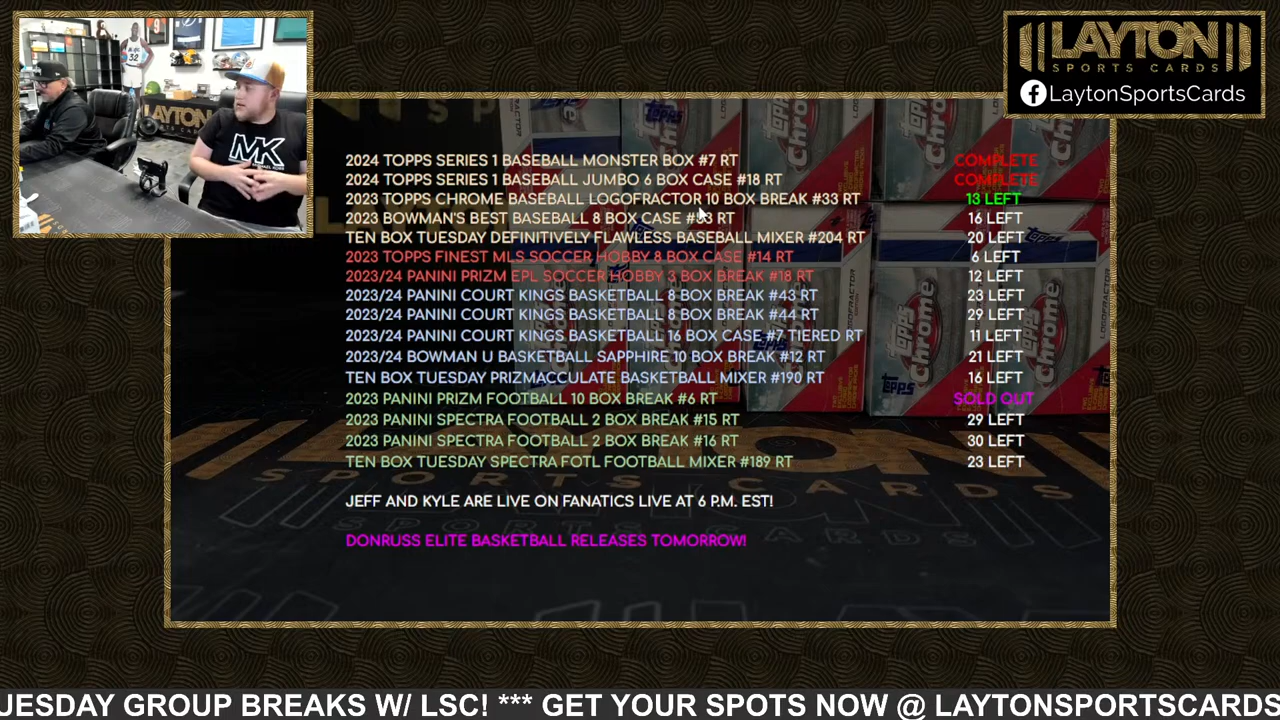 LAYTON
SPORTS CARDS
LaytonSportsCards
32
LAYTON
MK
2024 TOPPS SERIES 1 BASEBALL MONSTER BOX #7 RT COMPLETE
2024 TOPPS SERIES 1 BASEBALL JUMBO 6 BOX CASE #18 RT COMPLETE
2023 TOPPS CHROME BASEBALL LOGOFRACTOR 10 BOX BREAK #33 RT 13 LEFT
2023 BOWMAN'S BEST BASEBALL 8 BOX CASE RT 16 LEFT
TEN BOX TUESDAY DEFINITIVELY FLAWLESS BASEBALL MIXER #204 RT 20 LEFT
2023 TOPPS FINEST MLS SOCCER HOBBY 8 BOX CASE #14 RT 6 LEFT
2023/24 PANINI PRIZM EPL SOCCER HOBBY 3 BOX BREAK #18 RT 12 LEFT
2023/24 PANINI COURT KINGS BASKETBALL 8 BOX BREAK #43 RT 23 LEFT
2023/24 PANINI COURT KINGS BASKETBALL 8 BOX BREAK #44 RT 29 LEFT
2023/24 PANINI COURT KINGS BASKETBALL 16 BOX CASE #7 TIERED RT 11 LEFT
2023/24 BOWMAN U BASKETBALL SAPPHIRE 10 BOX BREAK #12 RT 21 LEFT
TEN BOX TUESDAY PRIZMACCULATE BASKETBALL MIXER #190 RT 16 LEFT
2023 PANINI PRIZM FOOTBALL 10 BOX BREAK #6 RT SOLD OUT
2023 PANINI SPECTRA FOOTBALL 2 BOX BREAK #15 RT 29 LEFT
2023 PANINI SPECTRA FOOTBALL 2 BOX BREAK #16 RT 30 LEFT
TEN BOX TUESDAY SPECTRA FOTL FOOTBALL MIXER #189 RT 23 LEFT
JEFF AND KYLE ARE LIVE ON FANATICS LIVE AT 6 P.M. EST!
DONRUSS ELITE BASKETBALL RELEASES TOMORROW!
UESDAY GROUP BREAKS W/ LSC! *** GET YOUR SPOTS NOW @ LAYTONSPORTSCARDS